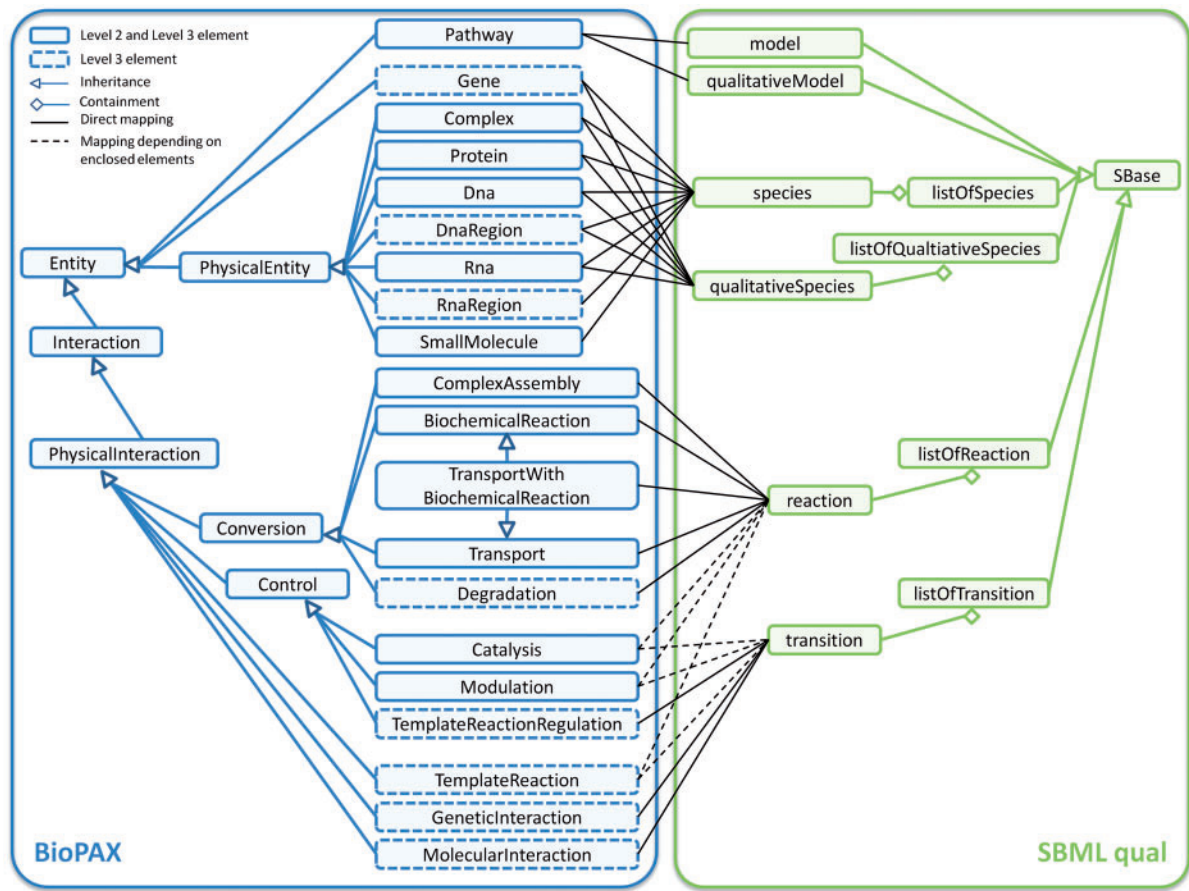 Level 2 and Level 3 element
Level 3 element
Inheritance
Containment
Direct mapping
Mapping depending on
enclosed elements
Pathway
Gene
Complex
Protein
Dna
DnaRegion
Rna
RnaRegion
SmallMolecule
Entity
PhysicalEntity
Interaction
PhysicalInteraction
ComplexAssembly
BiochemicalReaction
TransportWith
BiochemicalReaction
Transport
Degradation
Conversion
Control
Catalysis
Modulation
TemplateReactionRegulation
TemplateReaction
GeneticInteraction
MolecularInteraction
BioPAX
model
qualitativeModel
species
listOfSpecies
SBase
listOfQualtiativeSpecies
qualitativeSpecies
listOfReaction
reaction
listOfTransition
transition
SBML qual